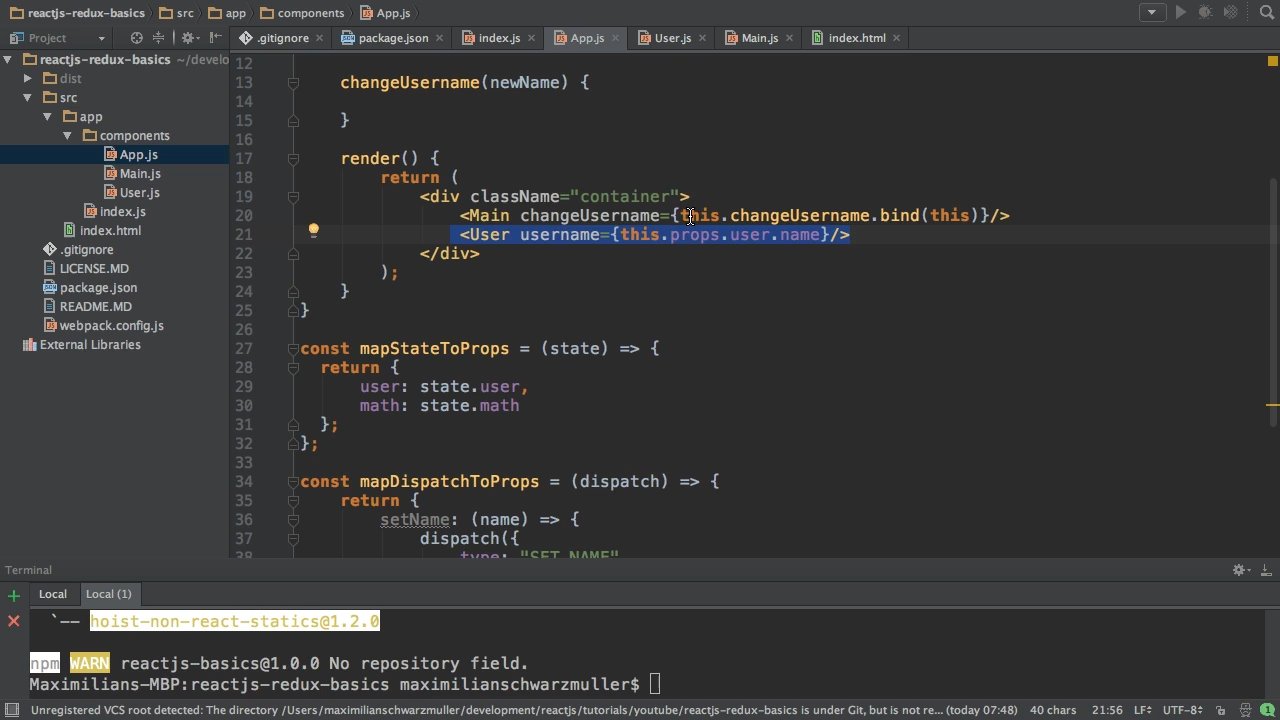 reactjs-redux-basics src app components App.js
Project .gitignore package.json index.js App.js User.js Main.js index.html
reactjs-redux-basics ~/develo
dist
src
app
components
App.js
Main.js
User.js
index.js
index.html
.gitignore
LICENSE.MD
package.json
README.MD
webpack.config.js
External Libraries
12
13 changeUsername(newName) {
14
15 }
16
17 render() {
18 return (
19 <div className="container">
20 <Main changeUsername={this.changeUsername.bind(this)}/>
21 <User username={this.props.user.name}/>
22 </div>
23 );
24 }
25 }
26
27 const mapStateToProps = (state) => {
28 return {
29 user: state.user,
30 math: state.math
31 };
32 };
33
34 const mapDispatchToProps = (dispatch) => {
35 return {
36 setName: (name) => {
37 dispatch({
38 type: "SET_NAME"
Terminal
Local Local (1)
`-- hoist-non-react-statics@1.2.0
npm WARN reactjs-basics@1.0.0 No repository field.
Maximilians-MBP:reactjs-redux-basics maximilianschwarzmuller$
Unregistered VCS root detected: The directory /Users/maximilianschwarzmuller/development/reactjs/tutorials/youtube/reactjs-redux-basics is under Git, but is not re... (today 07:48) 40 chars 21:56 LF UTF-8 1